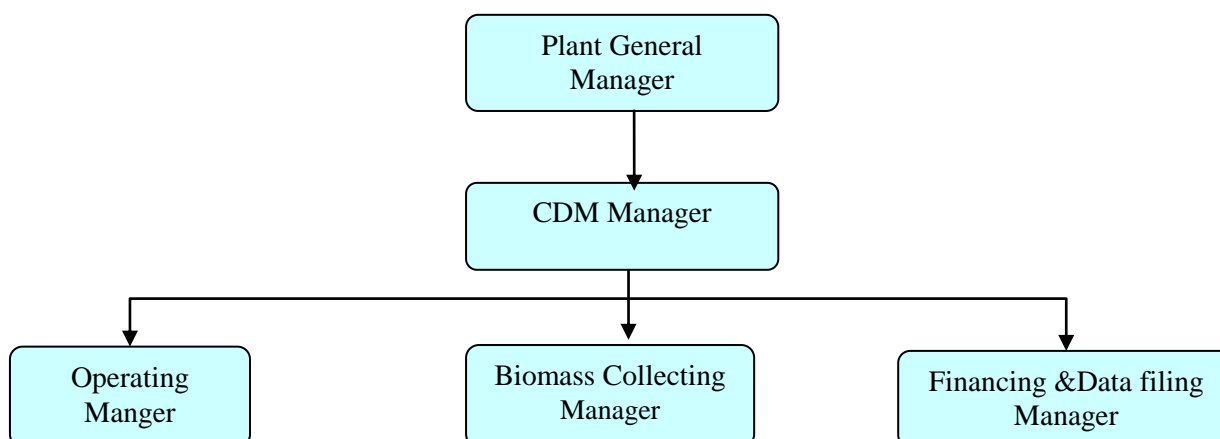 Plant General
Manager
CDM Manager
Operating
Manger
Biomass Collecting
Manager
Financing &Data filing
Manager